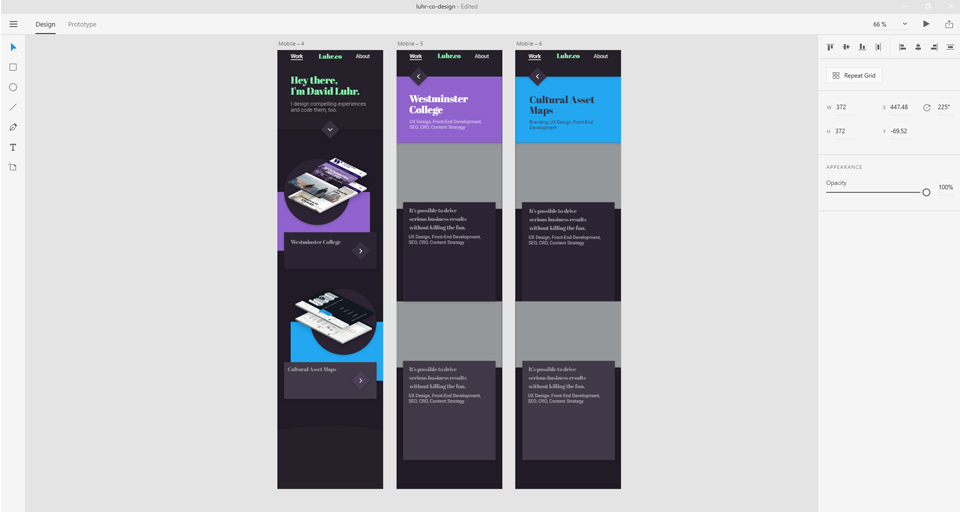 luhr-co-design - Edited
Design
Prototype
66 %
Mobile – 4
Mobile – 5
Mobile – 6
Work
Luhr.co
About
Hey there,
I'm David Luhr.
I design compelling experiences
and code them, too.
Westminster College
Cultural Asset Maps
Work
Luhr.co
About
Westminster
College
UX Design, Front-End Development,
SEO, CRO, Content Strategy
It's possible to drive
serious business results
without killing the fun.
UX Design, Front-End Development,
SEO, CRO, Content Strategy
It's possible to drive
serious business results
without killing the fun.
UX Design, Front-End Development,
SEO, CRO, Content Strategy
Work
Luhr.co
About
Cultural Asset
Maps
Branding, UX Design, Front-End
Development
It's possible to drive
serious business results
without killing the fun.
UX Design, Front-End Development,
SEO, CRO, Content Strategy
It's possible to drive
serious business results
without killing the fun.
UX Design, Front-End Development,
SEO, CRO, Content Strategy
Repeat Grid
W 372
X 447.48
225°
H 372
Y -69.52
APPEARANCE
Opacity
100%